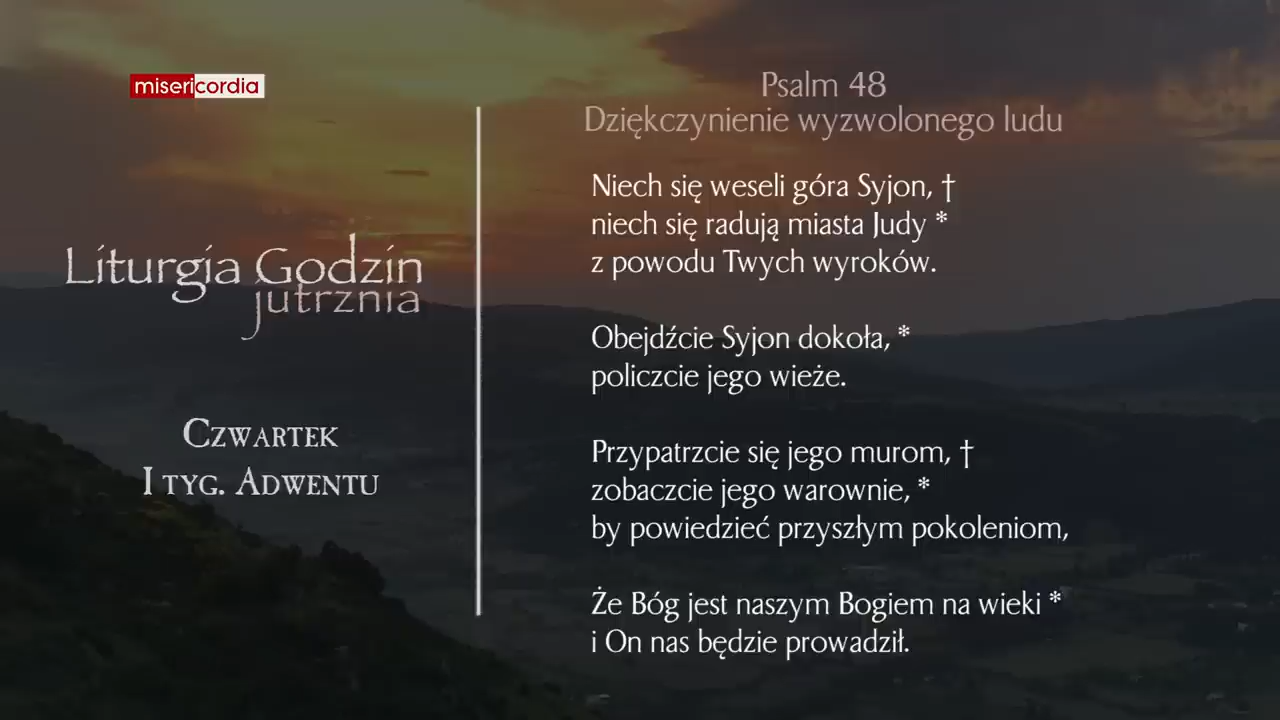 misericordia
Liturgia Godzin
jutrznia
Czwartek
I tyg. Adwentu
Psalm 48
Dziękczynienie wyzwolonego ludu
Niech się weseli góra Syjon, †
niech się radują miasta Judy *
z powodu Twych wyroków.
Obejdźcie Syjon dokoła, *
policzcie jego wieże.
Przypatrzcie się jego murom, †
zobaczcie jego warownie, *
by powiedzieć przyszłym pokoleniom,
Że Bóg jest naszym Bogiem na wieki *
i On nas będzie prowadził.